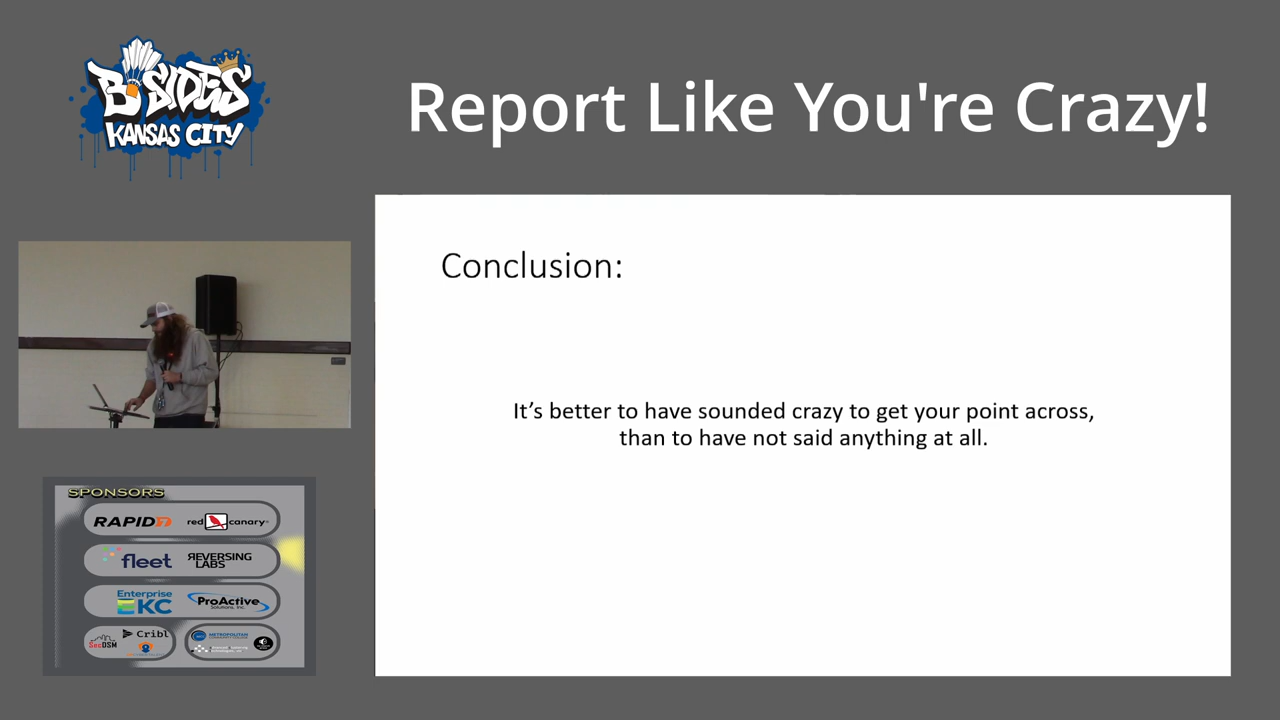 B SIDES
KANSAS CITY
Report Like You're Crazy!
Conclusion:
It’s better to have sounded crazy to get your point across,
than to have not said anything at all.
SPONSORS
RAPID7
red canary
fleet
REVERSING
LABS
Enterprise
KC
ProActive
Solutions, Inc.
SecDSM
Cribl
METROPOLITAN